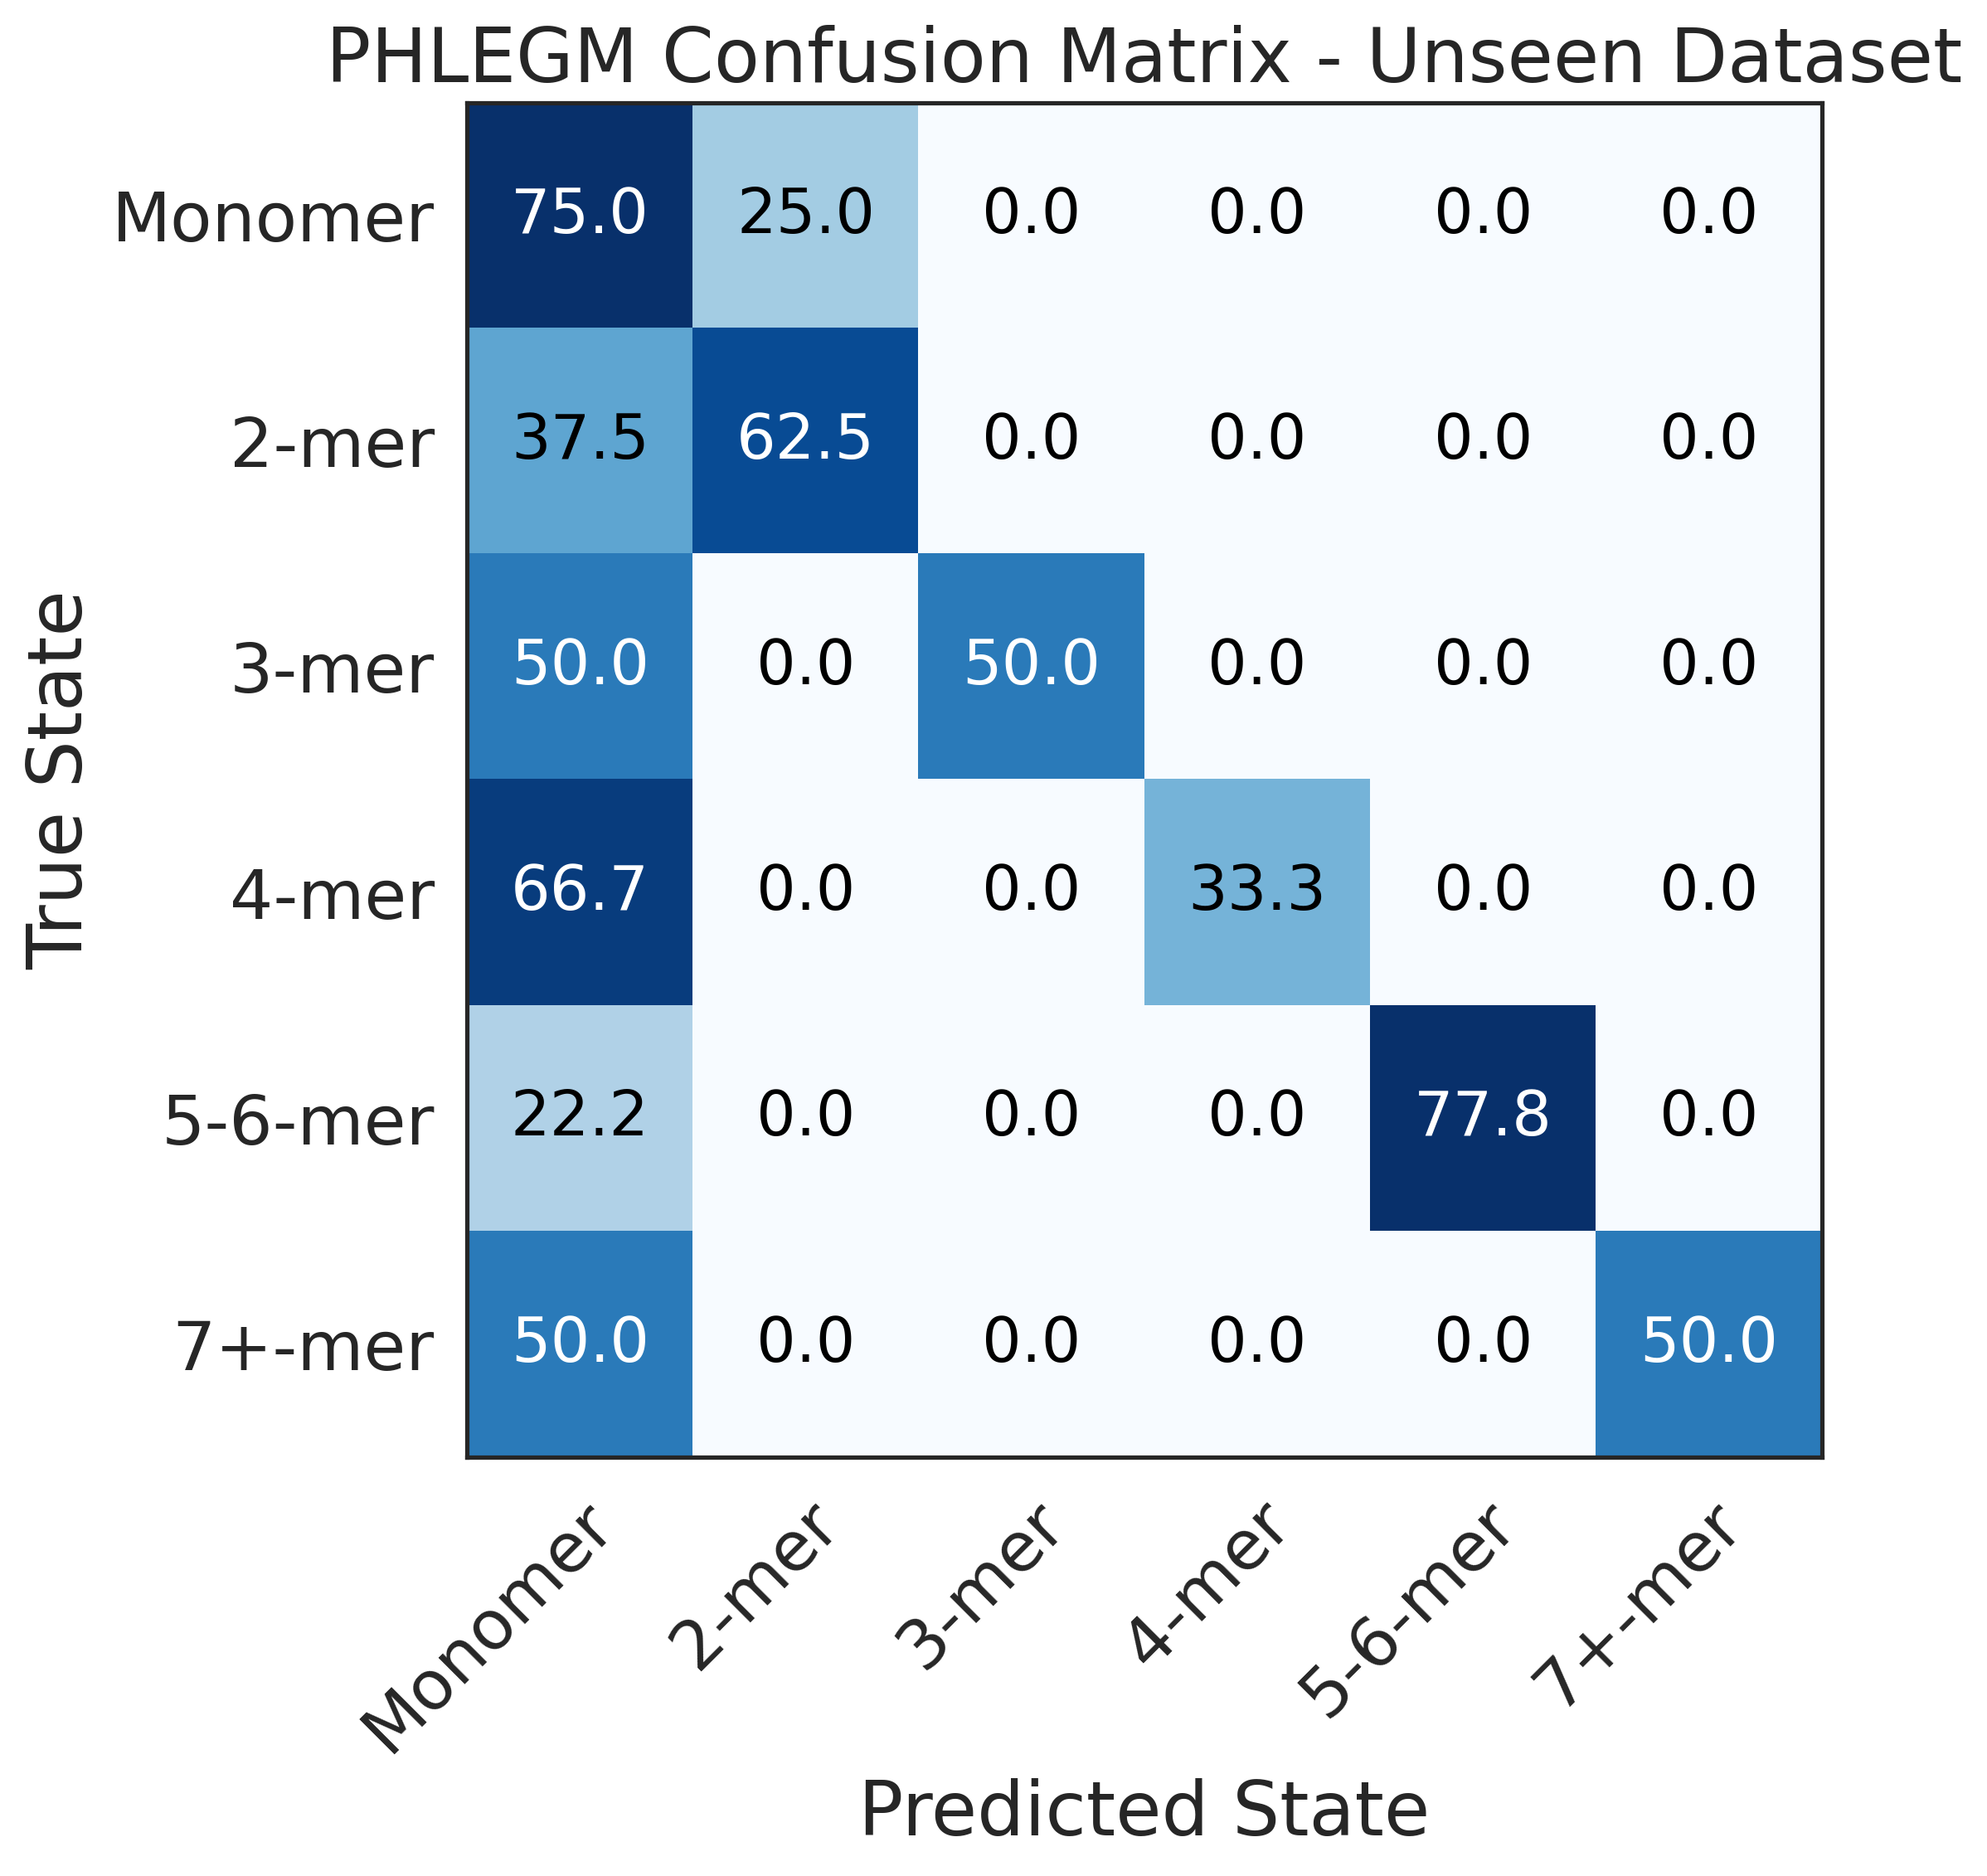 PHLEGM Confusion Matrix - Unseen Dataset
Monomer 75.0 25.0 0.0 0.0 0.0 0.0
2-mer 37.5 62.5 0.0 0.0 0.0 0.0
3-mer 50.0 0.0 50.0 0.0 0.0 0.0
4-mer 66.7 0.0 0.0 33.3 0.0 0.0
5-6-mer 22.2 0.0 0.0 0.0 77.8 0.0
7+-mer 50.0 0.0 0.0 0.0 0.0 50.0
True State
Monomer 2-mer 3-mer 4-mer 5-6-mer 7+-mer
Predicted State